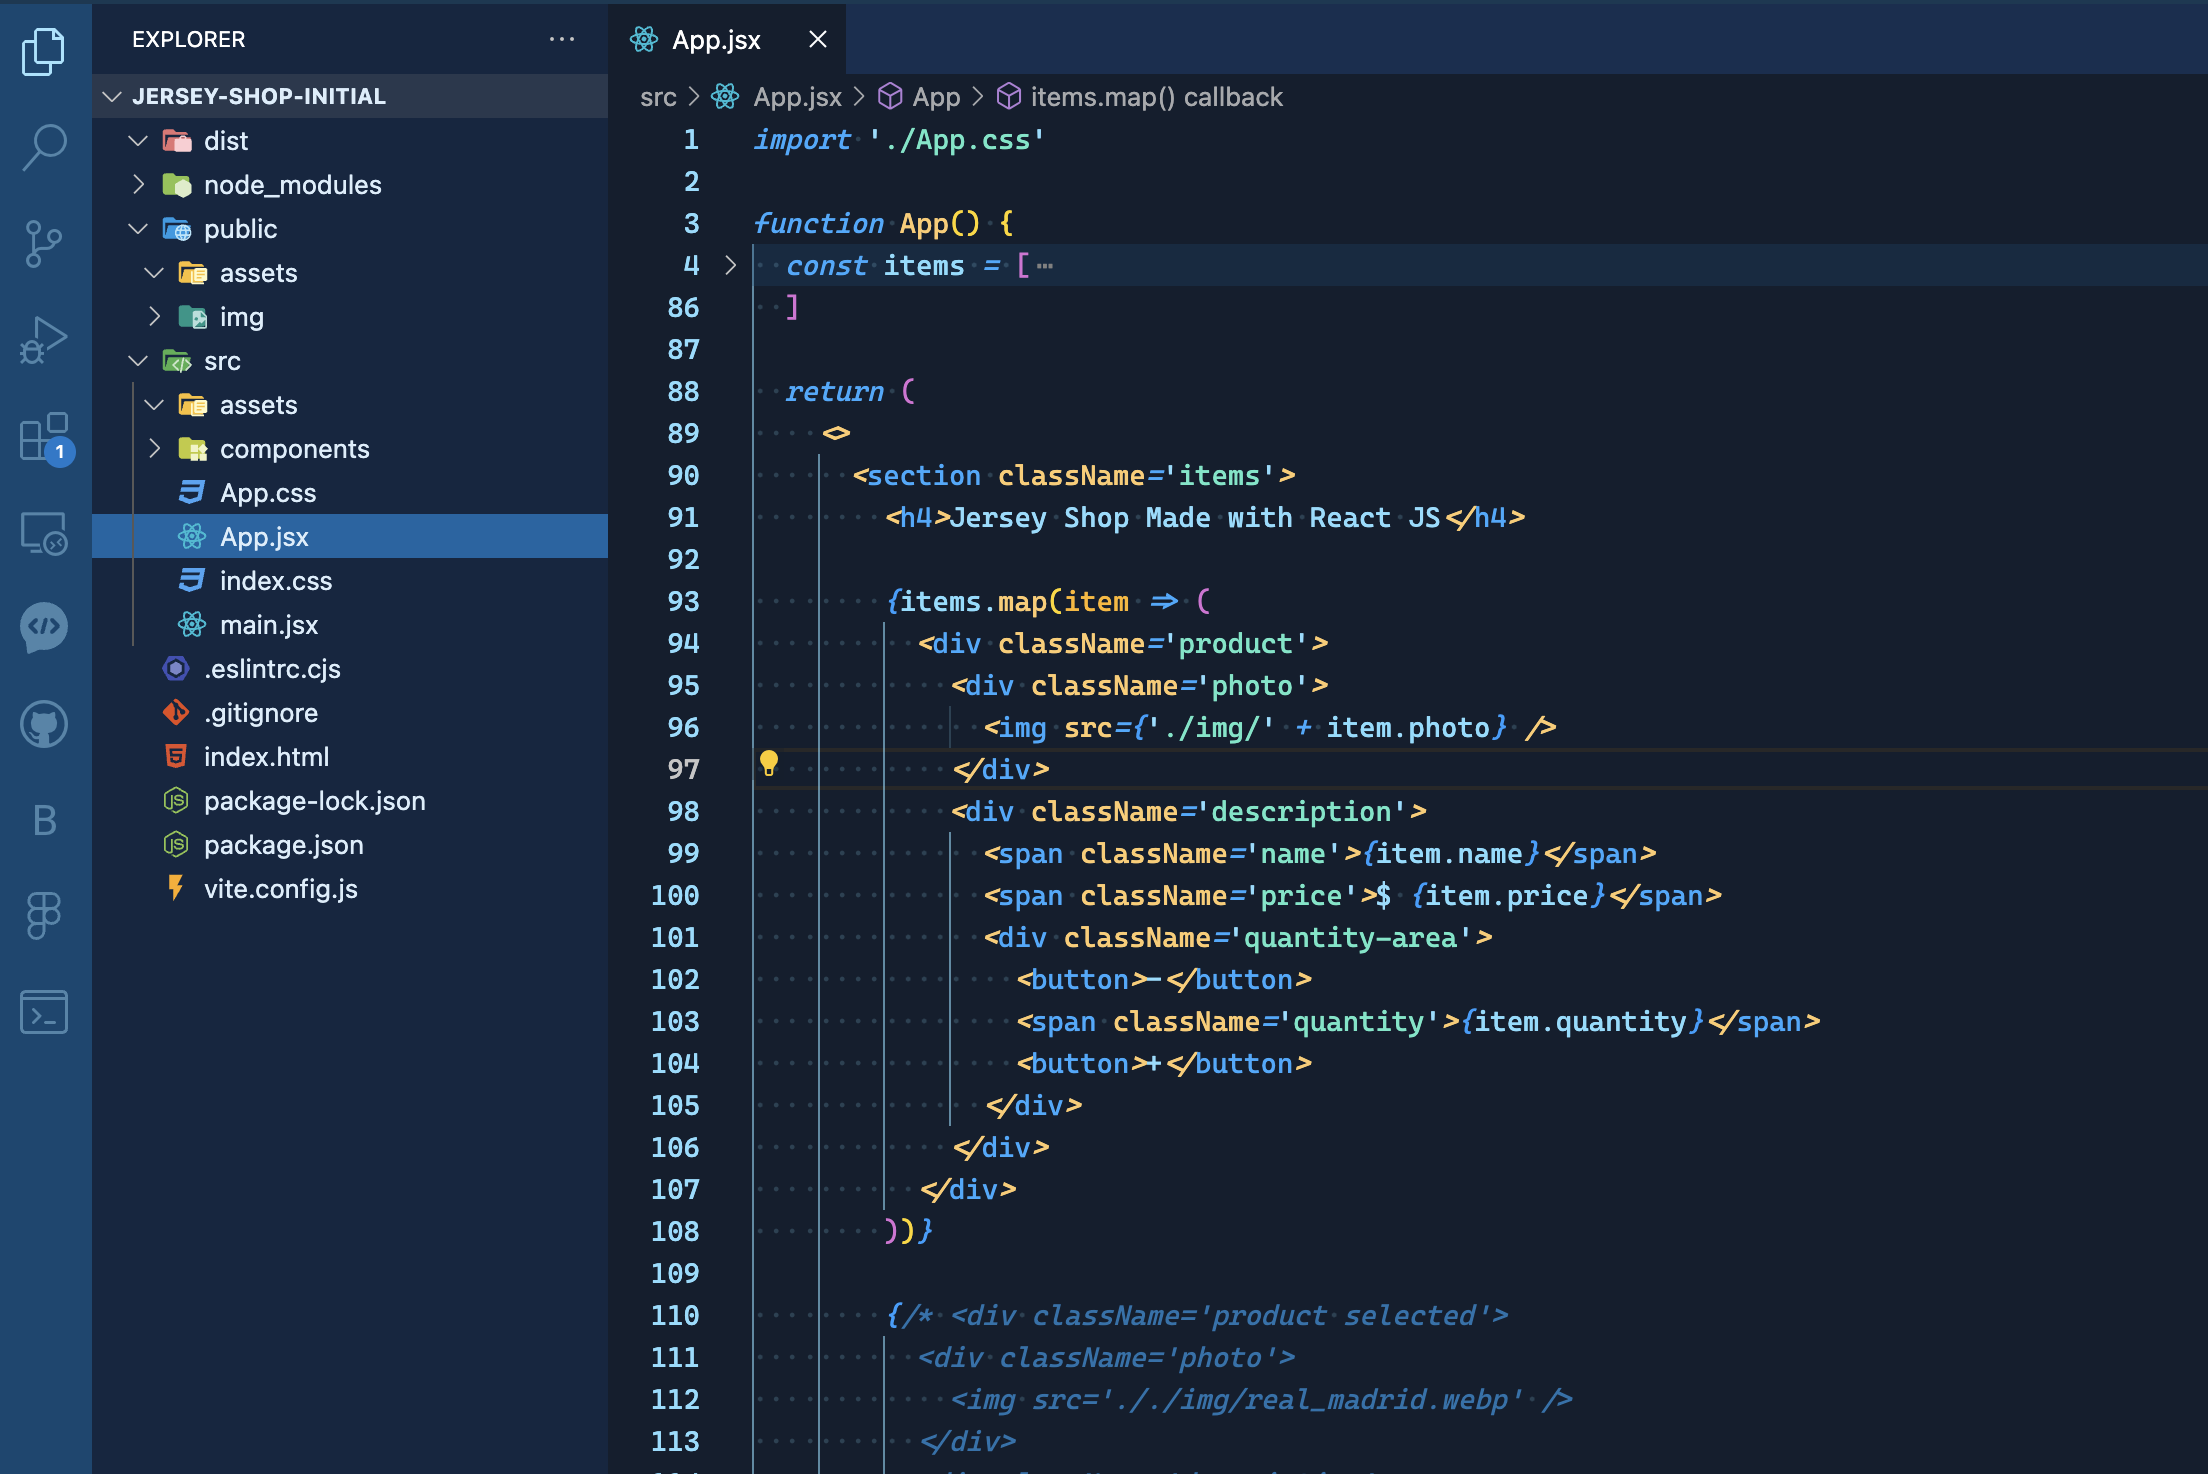 EXPLORER
JERSEY-SHOP-INITIAL
dist
node_modules
public
assets
img
src
assets
components
App.css
App.jsx
index.css
main.jsx
.eslintrc.cjs
.gitignore
index.html
package-lock.json
package.json
vite.config.js
1
B
App.jsx
src > App.jsx > App > items.map() callback
1 import './App.css'
2
3 function App() {
4 const items = [ ⋯
86 ]
87
88 return (
89 <>
90 <section className='items'>
91 <h4>Jersey Shop Made with React JS</h4>
92
93 {items.map(item => (
94 <div className='product'>
95 <div className='photo'>
96 <img src={'./img/' + item.photo} />
97 </div>
98 <div className='description'>
99 <span className='name'>{item.name}</span>
100 <span className='price'>$ {item.price}</span>
101 <div className='quantity-area'>
102 <button>-</button>
103 <span className='quantity'>{item.quantity}</span>
104 <button>+</button>
105 </div>
106 </div>
107 </div>
108 ))}
109
110 {/* <div className='product selected'>
111 <div className='photo'>
112 <img src='././img/real_madrid.webp' />
113 </div>